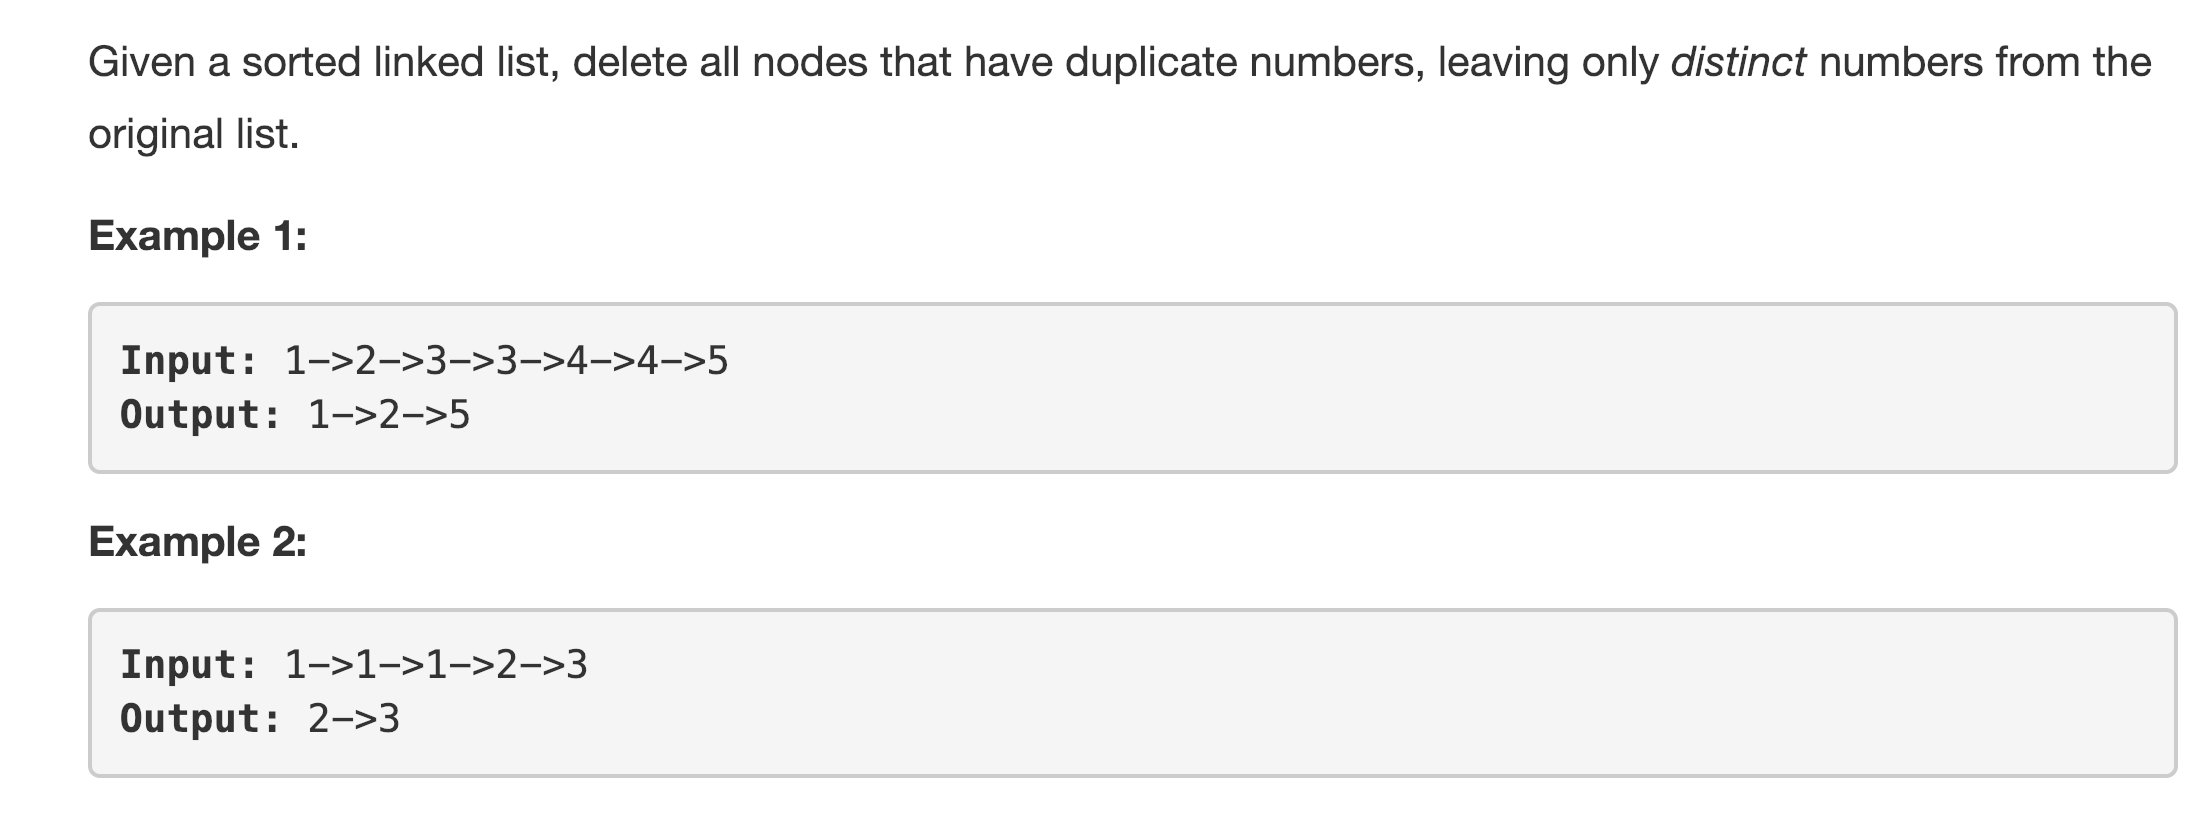 Given a sorted linked list, delete all nodes that have duplicate numbers, leaving only distinct numbers from the
original list.
Example 1:
Input: 1->2->3->3->4->4->5
Output: 1->2->5
Example 2:
Input: 1->1->1->2->3
Output: 2->3